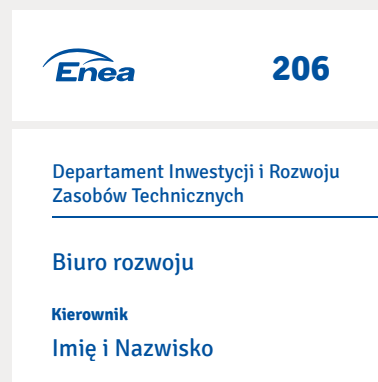 Enea
206
Departament Inwestycji i Rozwoju
Zasobów Technicznych
Biuro rozwoju
Kierownik
Imię i Nazwisko